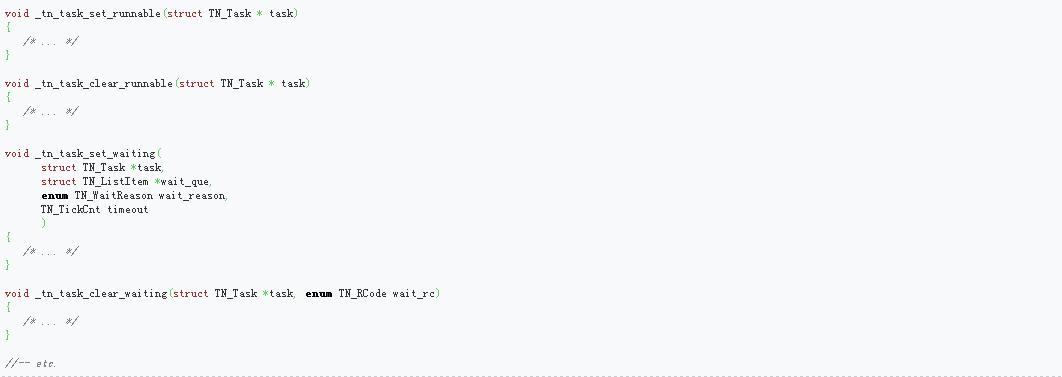 void _tn_task_set_runnable(struct TN_Task * task)
{
/* ... */
}
void _tn_task_clear_runnable(struct TN_Task * task)
{
/* ... */
}
void _tn_task_set_waiting(
struct TN_Task *task,
struct TN_ListItem *wait_que,
enum TN_WaitReason wait_reason,
TN_TickCnt timeout
)
{
/* ... */
}
void _tn_task_clear_waiting(struct TN_Task *task, enum TN_RCode wait_rc)
{
/* ... */
}
//-- etc.